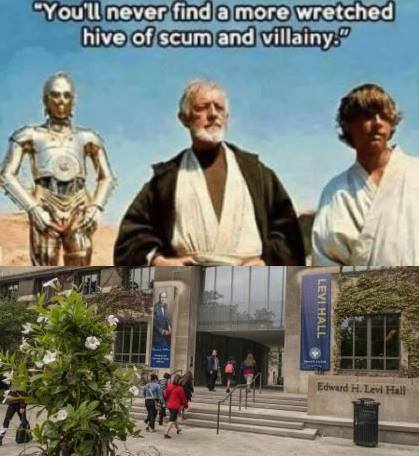 "You'll never find a more wretched
hive of scum and villainy."
LEVI HALL
Edward H. Levi Hall